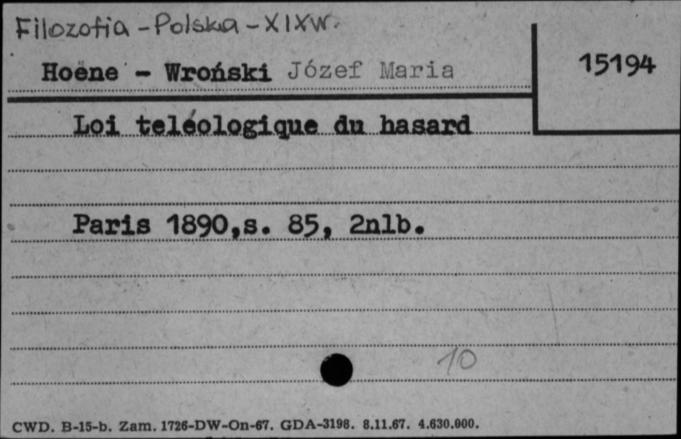 Filozofia - Polska - XIXw.
Hoëne - Wroński Józef Maria
15194
Loi teléologique du hasard
Paris 1890,s. 85, 2nlb.
10
CWD. B-15-b. Zam. 1726-DW-On-67. GDA-3198. 8.11.67. 4.630.000.